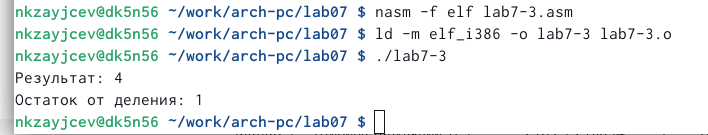 nkzayjcev@dk5n56 ~/work/arch-pc/lab07 $ nasm -f elf lab7-3.asm
nkzayjcev@dk5n56 ~/work/arch-pc/lab07 $ ld -m elf_i386 -o lab7-3 lab7-3.o
nkzayjcev@dk5n56 ~/work/arch-pc/lab07 $ ./lab7-3
Результат: 4
Остаток от деления: 1
nkzayjcev@dk5n56 ~/work/arch-pc/lab07 $